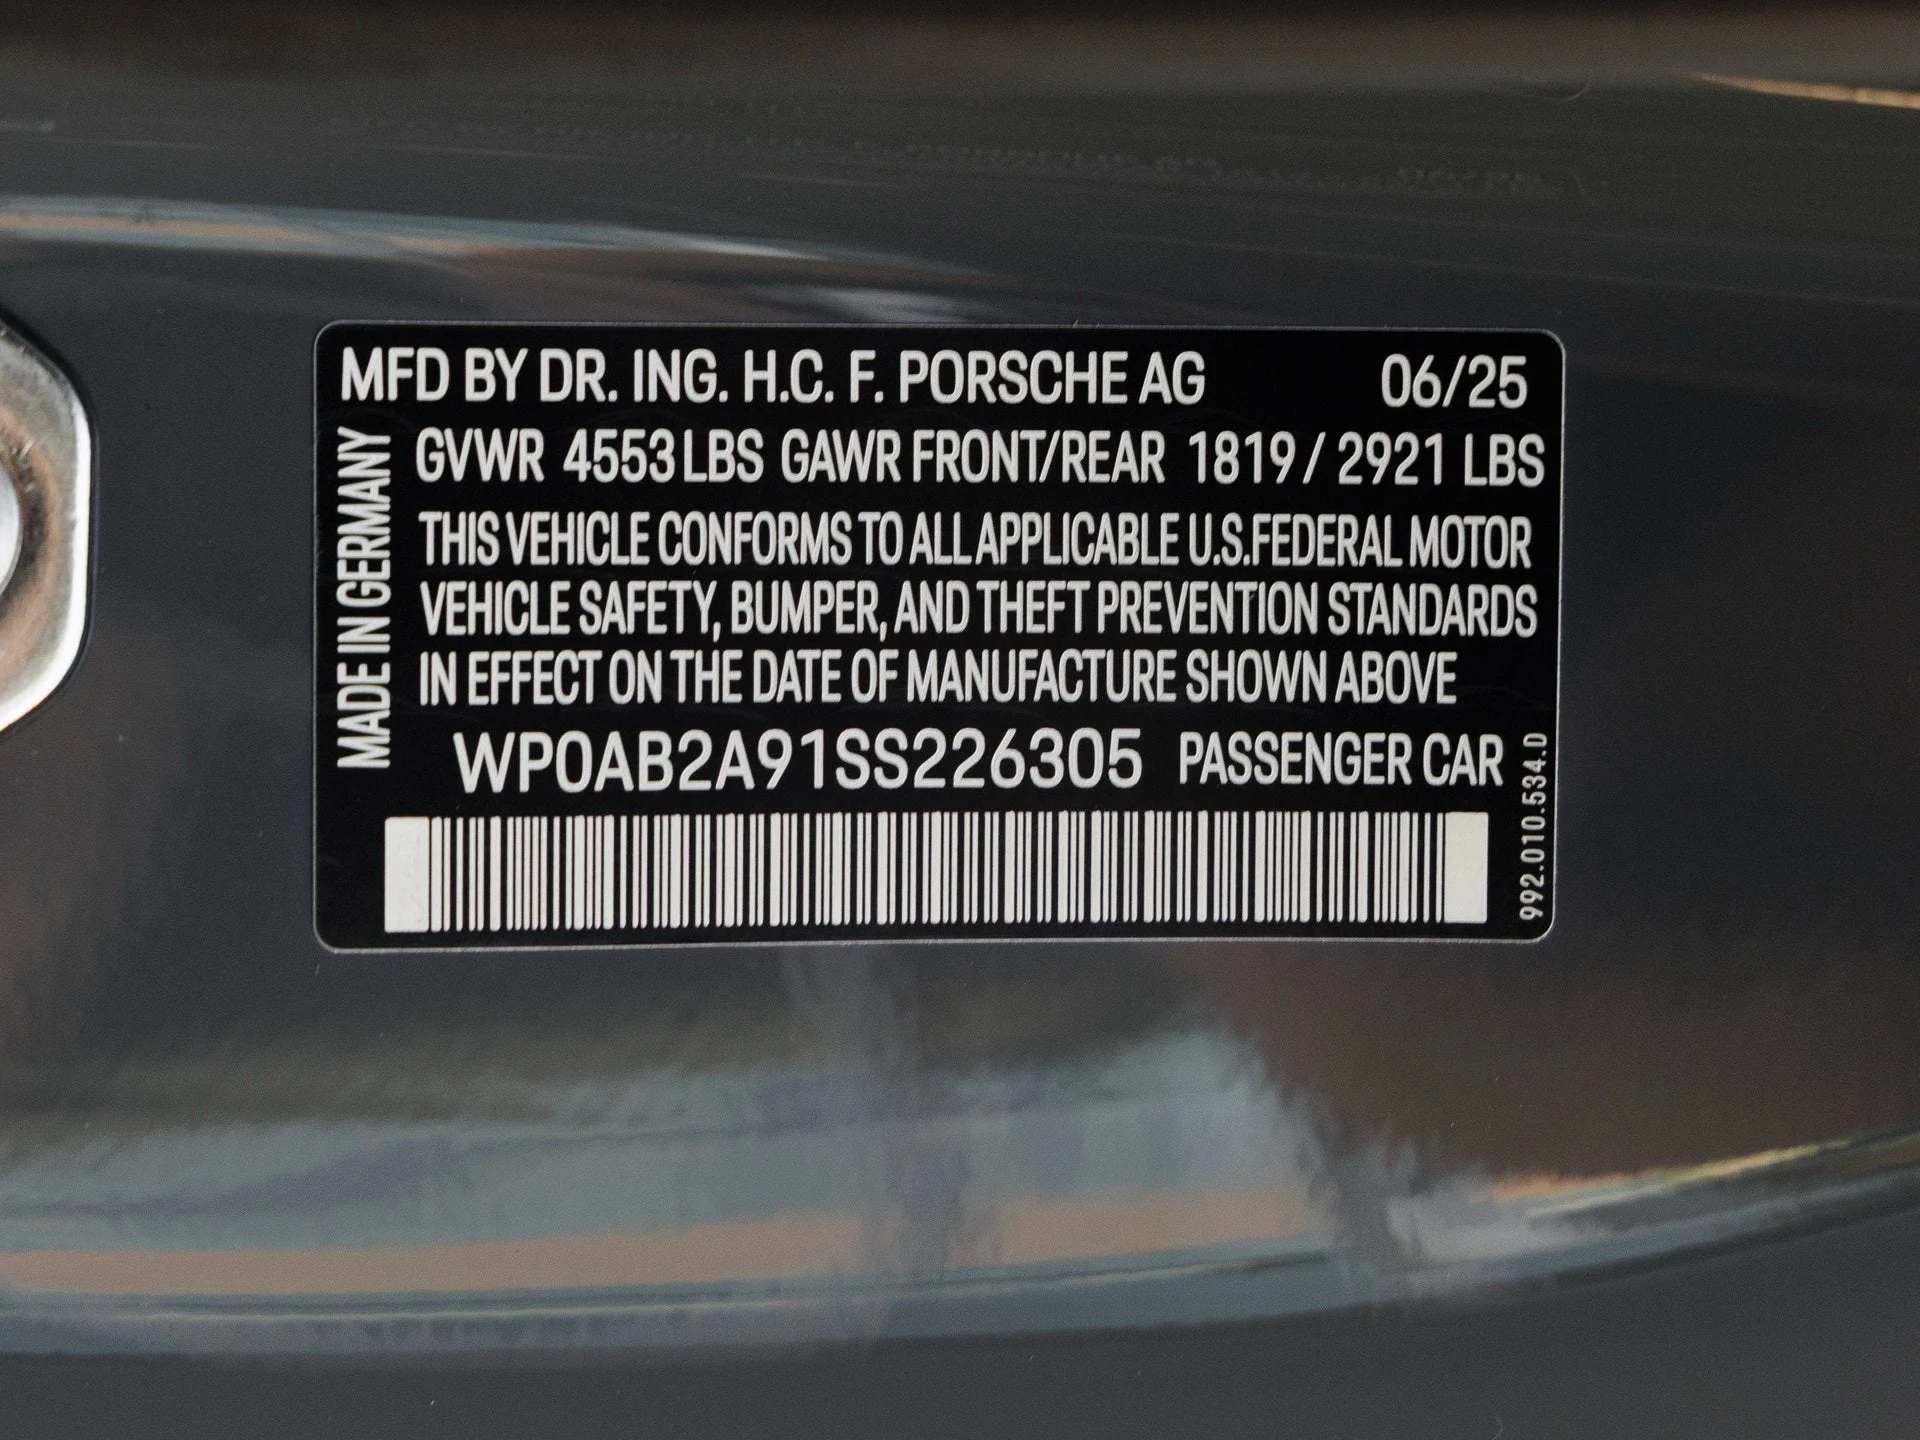 MFD BY DR. ING. H.C. F. PORSCHE AG 06/25
GVWR 4553 LBS GAWR FRONT/REAR 1819 / 2921 LBS
THIS VEHICLE CONFORMS TO ALL APPLICABLE U.S.FEDERAL MOTOR
VEHICLE SAFETY, BUMPER, AND THEFT PREVENTION STANDARDS
IN EFFECT ON THE DATE OF MANUFACTURE SHOWN ABOVE
WP0AB2A91SS226305 PASSENGER CAR
MADE IN GERMANY
992.010.534.D